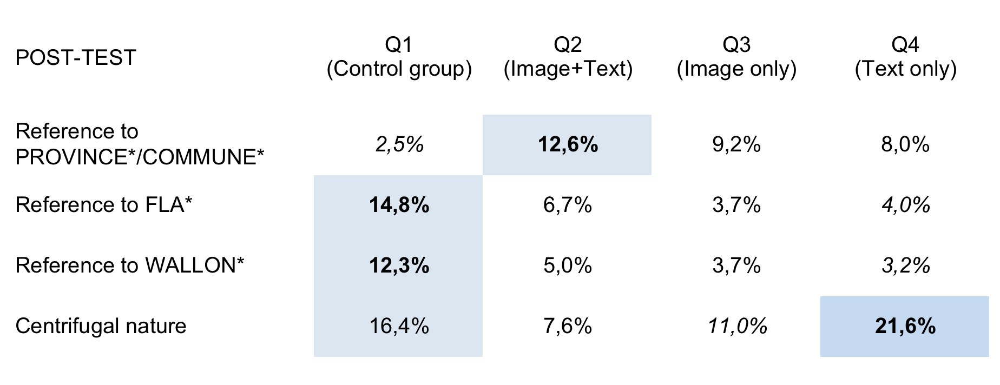 POST-TEST
Q1
(Control group)
Q2
(Image+Text)
Q3
(Image only)
Q4
(Text only)
Reference to
PROVINCE*/COMMUNE*
2,5%
12,6%
9,2%
8,0%
Reference to FLA*
14,8%
6,7%
3,7%
4,0%
Reference to WALLON*
12,3%
5,0%
3,7%
3,2%
Centrifugal nature
16,4%
7,6%
11,0%
21,6%